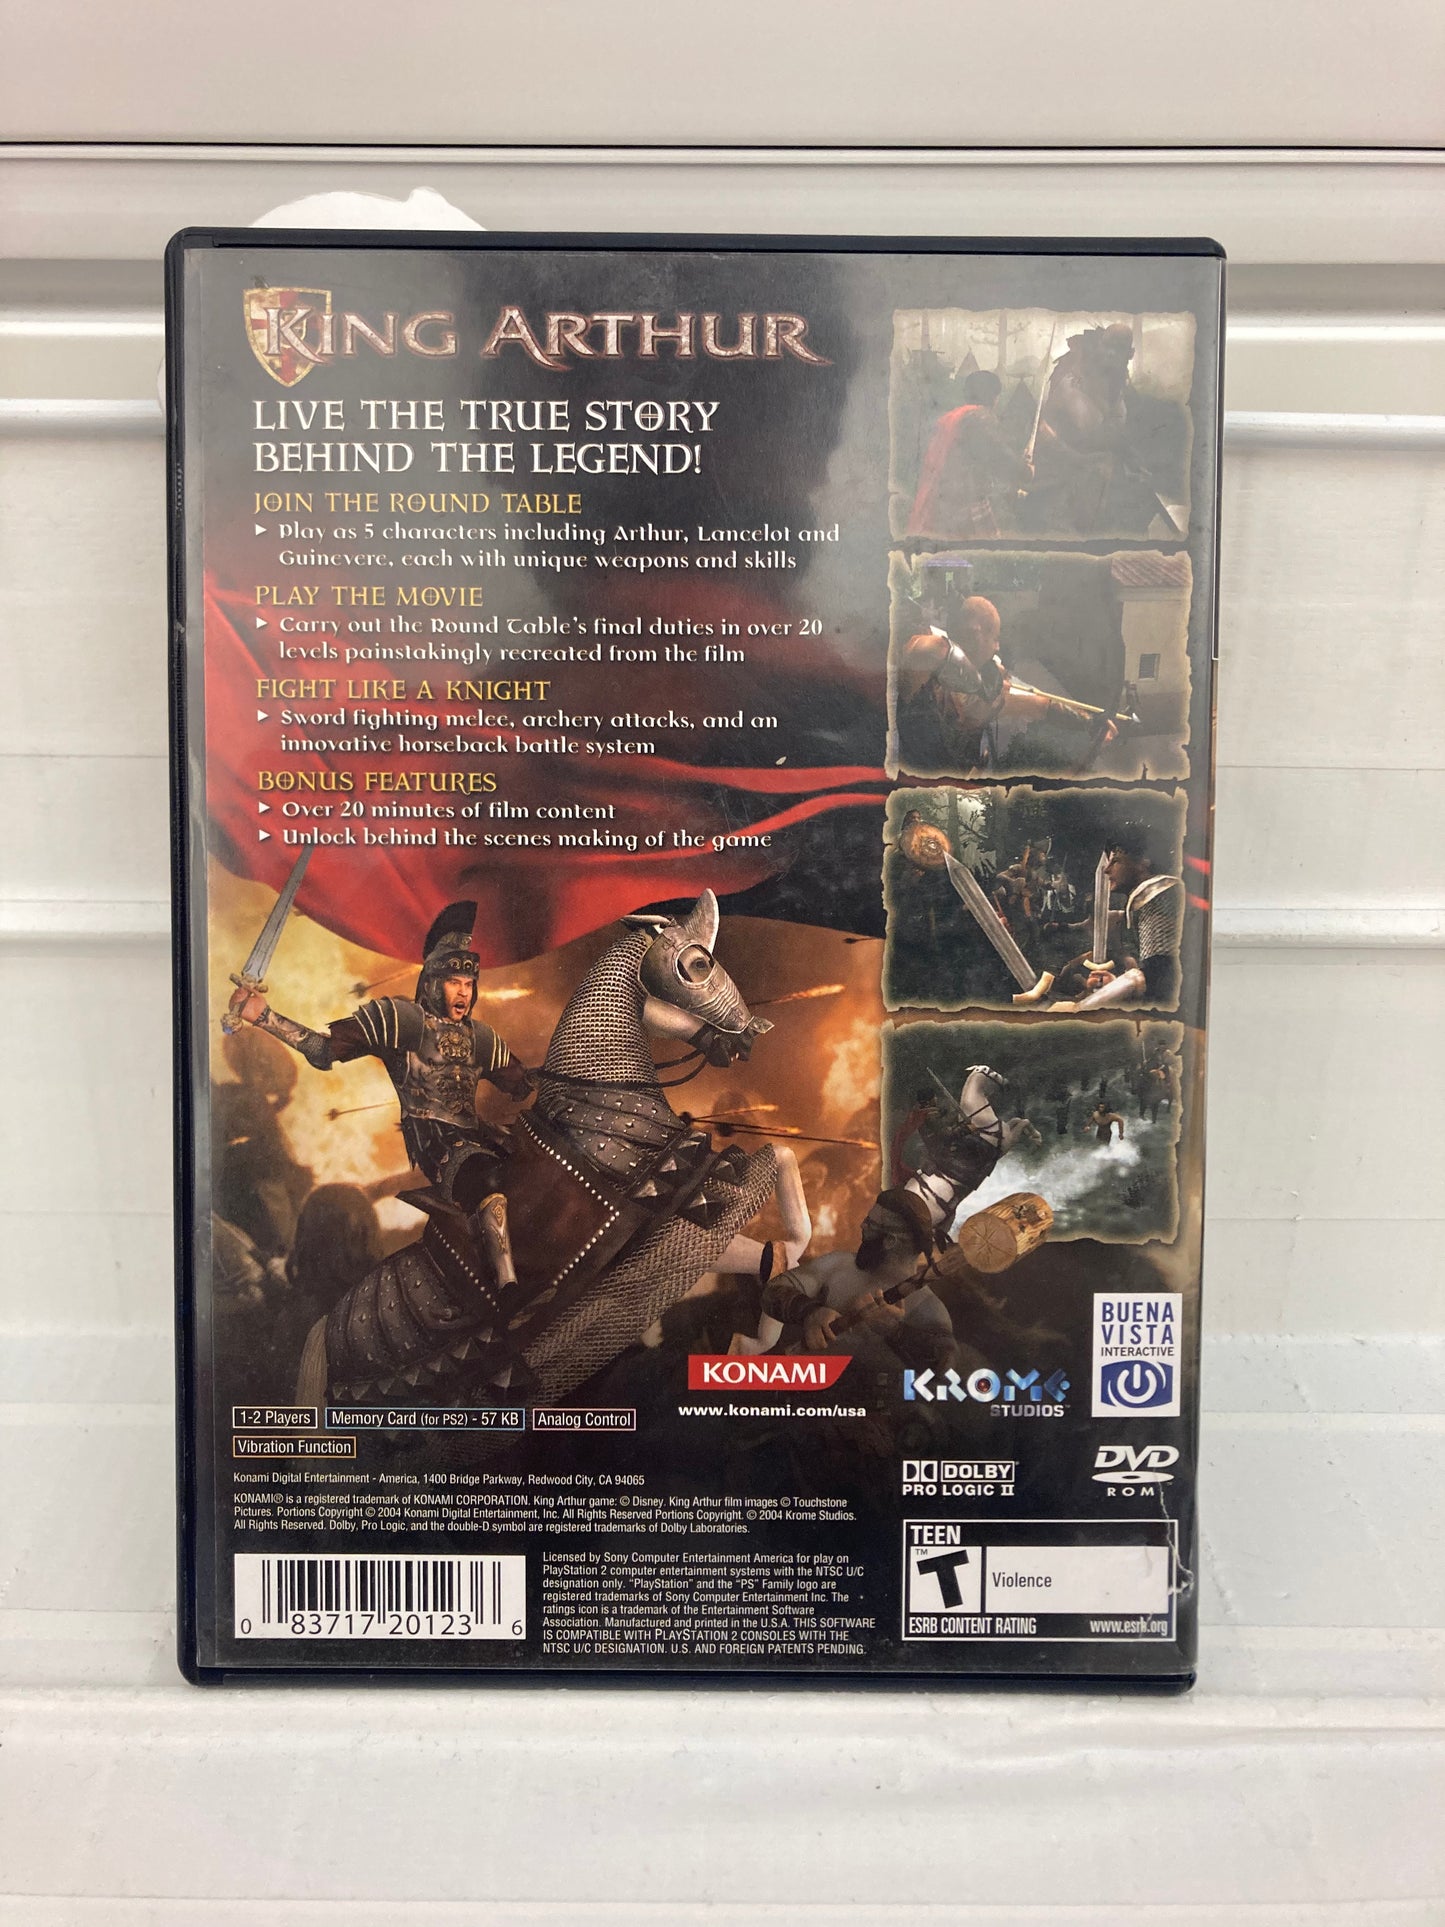 KING ARTHUR
LIVE THE TRUE STORY
BEHIND THE LEGEND!
JOIN THE ROUND TABLE
Play as 5 characters including Arthur, Lancelot and
Guinevere, each with unique weapons and skills
PLAY THE MOVIE
Carry out the Round Table's final duties in over 20
levels painstakingly recreated from the film
FIGHT LIKE A KNIGHT
Sword fighting melee, archery attacks, and an
innovative horseback battle system
BONUS FEATURES
Over 20 minutes of film content
Unlock behind the scenes making of the game
BUENA
VISTA
INTERACTIVE
KONAMI
www.konami.com/usa
KROME
STUDIOS™
1-2 Players
Memory Card (for PS2) - 57 KB
Analog Control
Vibration Function
Konami Digital Entertainment - America, 1400 Bridge Parkway, Redwood City, CA 94065
KONAMI® is a registered trademark of KONAMI CORPORATION. King Arthur game: © Disney. King Arthur film images © Touchstone
Pictures. Portions Copyright © 2004 Konami Digital Entertainment, Inc. All Rights Reserved Portions Copyright. © 2004 Krome Studios.
All Rights Reserved. Dolby, Pro Logic, and the double-D symbol are registered trademarks of Dolby Laboratories.
DOLBY
PRO LOGIC II
DVD
ROM
0 83717 20123 6
Licensed by Sony Computer Entertainment America for play on
PlayStation 2 computer entertainment systems with the NTSC U/C
designation only. "PlayStation" and the "PS" Family logo are
registered trademarks of Sony Computer Entertainment Inc. The
ratings icon is a trademark of the Entertainment Software
Association. Manufactured and printed in the U.S.A. THIS SOFTWARE
IS COMPATIBLE WITH PLAYSTATION 2 CONSOLES WITH THE
NTSC U/C DESIGNATION. U.S. AND FOREIGN PATENTS PENDING.
TEEN
T™
Violence
ESRB CONTENT RATING
www.esrb.org